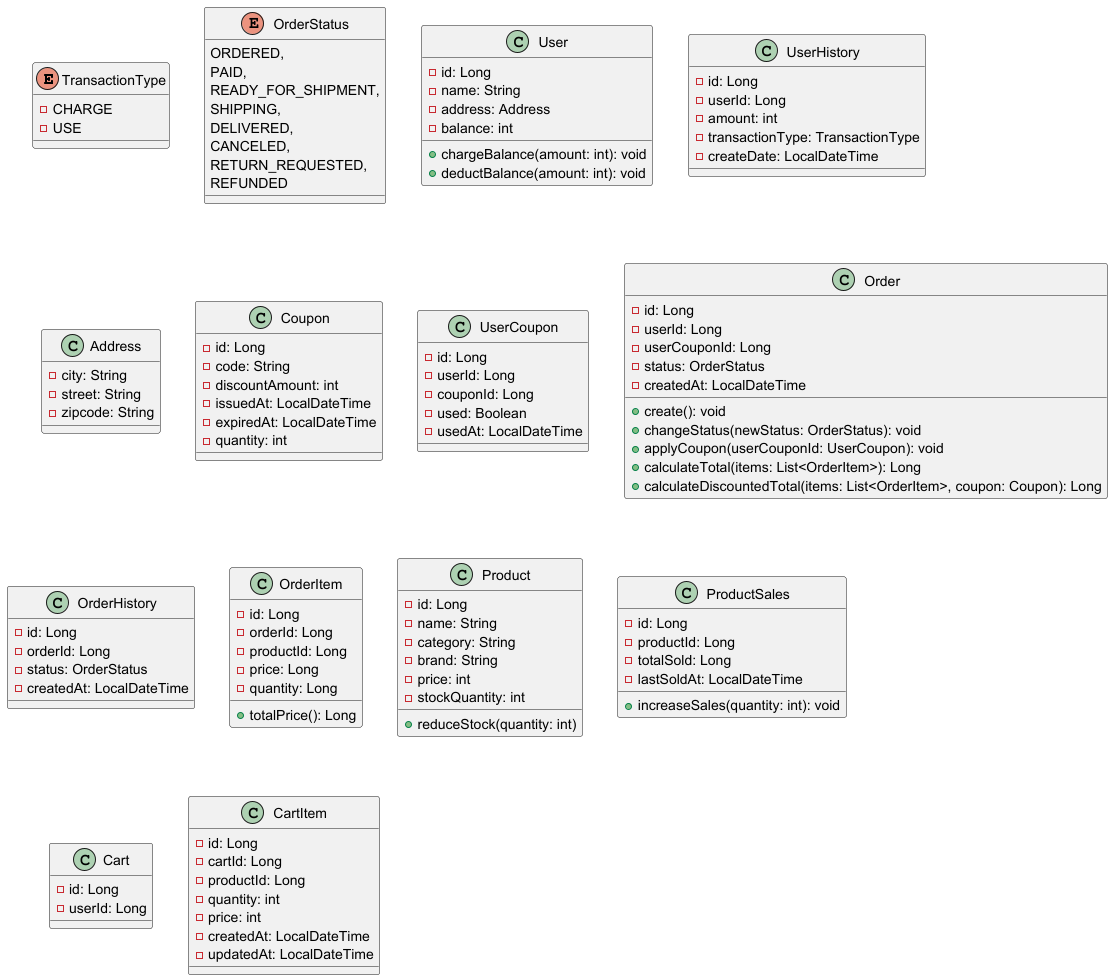 E TransactionType
CHARGE
USE
E OrderStatus
ORDERED,
PAID,
READY_FOR_SHIPMENT,
SHIPPING,
DELIVERED,
CANCELED,
RETURN_REQUESTED,
REFUNDED
C User
id: Long
name: String
address: Address
balance: int
chargeBalance(amount: int): void
deductBalance(amount: int): void
C UserHistory
id: Long
userId: Long
amount: int
transactionType: TransactionType
createDate: LocalDateTime
C Address
city: String
street: String
zipcode: String
C Coupon
id: Long
code: String
discountAmount: int
issuedAt: LocalDateTime
expiredAt: LocalDateTime
quantity: int
C UserCoupon
id: Long
userId: Long
couponId: Long
used: Boolean
usedAt: LocalDateTime
C Order
id: Long
userId: Long
userCouponId: Long
status: OrderStatus
createdAt: LocalDateTime
create(): void
changeStatus(newStatus: OrderStatus): void
applyCoupon(userCouponId: UserCoupon): void
calculateTotal(items: List<OrderItem>): Long
calculateDiscountedTotal(items: List<OrderItem>, coupon: Coupon): Long
C OrderHistory
id: Long
orderId: Long
status: OrderStatus
createdAt: LocalDateTime
C OrderItem
id: Long
orderId: Long
productId: Long
price: Long
quantity: Long
totalPrice(): Long
C Product
id: Long
name: String
category: String
brand: String
price: int
stockQuantity: int
reduceStock(quantity: int)
C ProductSales
id: Long
productId: Long
totalSold: Long
lastSoldAt: LocalDateTime
increaseSales(quantity: int): void
C Cart
id: Long
userId: Long
C CartItem
id: Long
cartId: Long
productId: Long
quantity: int
price: int
createdAt: LocalDateTime
updatedAt: LocalDateTime